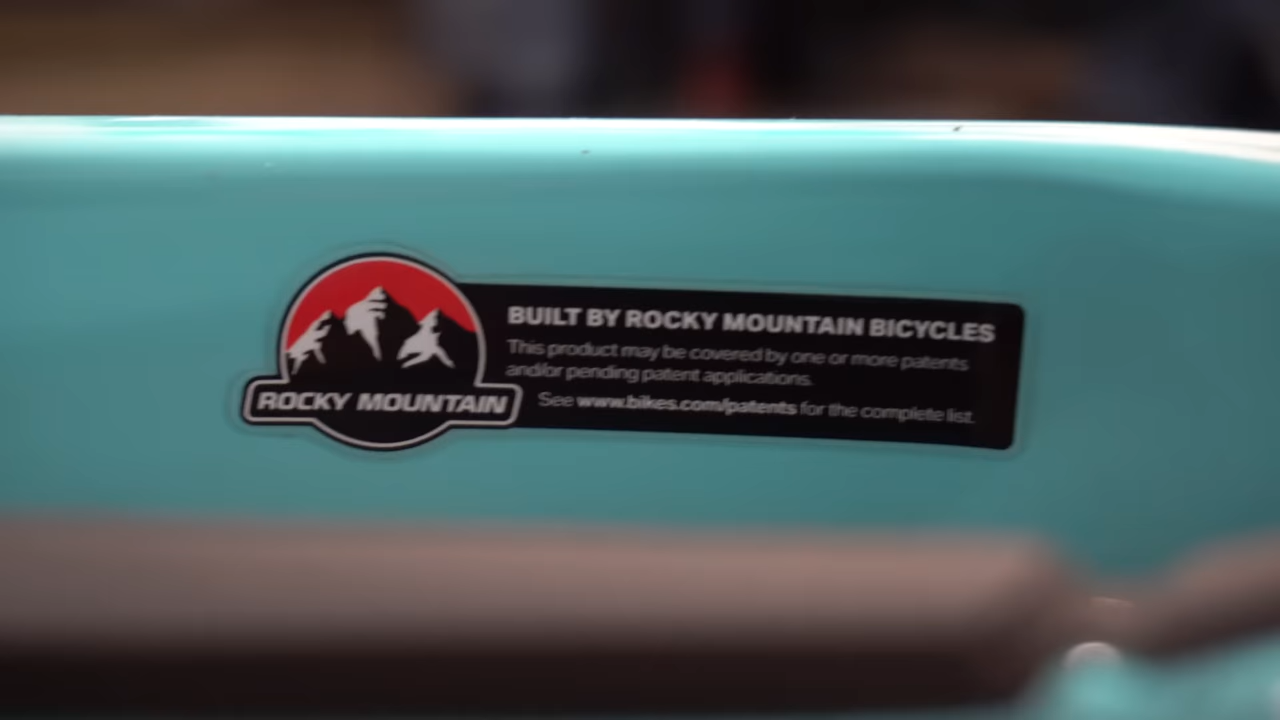 ROCKY MOUNTAIN
BUILT BY ROCKY MOUNTAIN BICYCLES
This product may be covered by one or more patents
and/or pending patent applications.
See www.bikes.com/patents for the complete list.